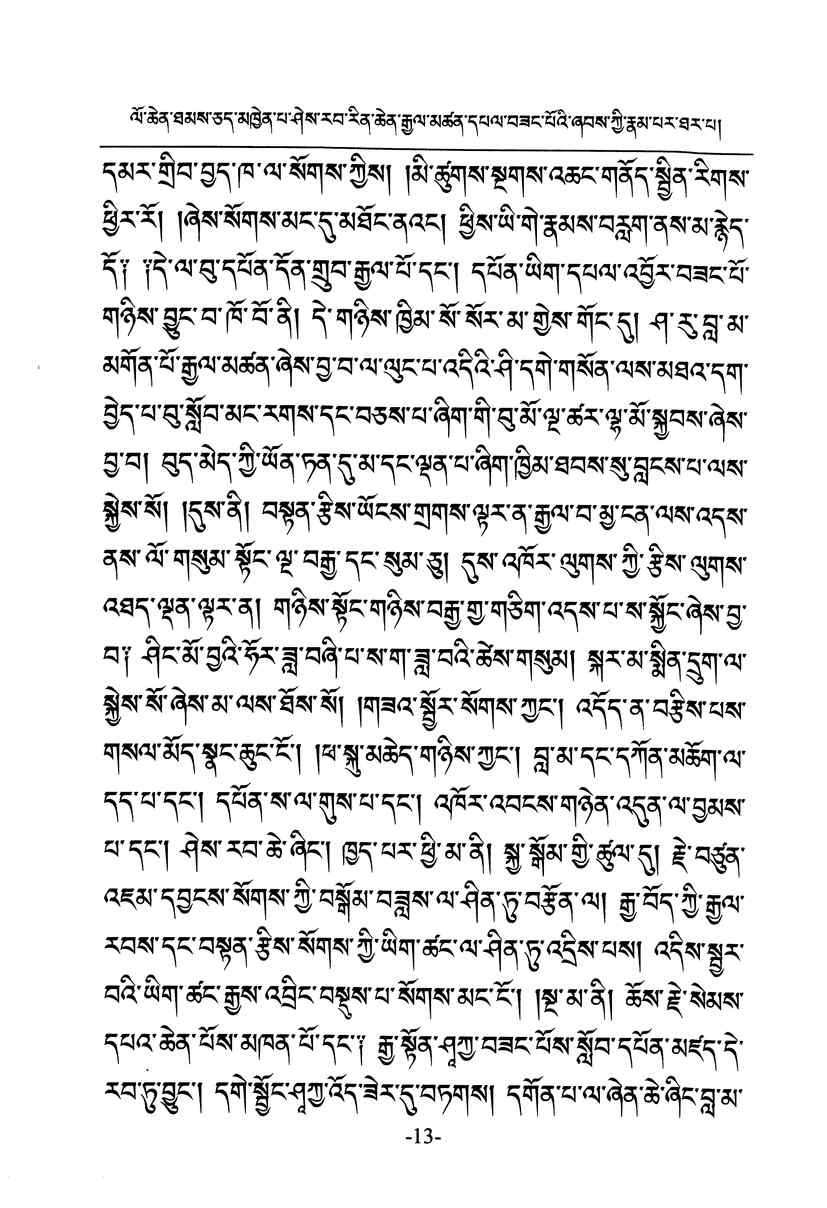 ལོ་ཆེན་ཐམས་ཅད་མཁྱེན་པ་ཤེས་རབ་རིན་ཆེན་རྒྱལ་མཚན་དཔལ་བཟང་པོའི་ཞབས་ཀྱི་རྣམ་པར་ཐར་པ།
དམར་གྲིབ་བྱད་ཁ་ལ་སོགས་ཀྱིས། །མི་ཚུགས་སྔགས་འཆང་གནོད་སྦྱིན་རིགས་
ཕྱིར་རོ། །ཞེས་སོགས་མང་དུ་མཐོང་ནའང། ཕྱིས་ཡི་གེ་རྣམས་བརླག་ནས་མ་རྙེད་
དོ༑ ༑དེ་ལ་བུ་དཔོན་དོན་གྲུབ་རྒྱལ་པོ་དང་། དཔོན་ཡིག་དཔལ་འབྱོར་བཟང་པོ་
གཉིས་བྱུང་བ་ཁོ་བོ་ནི། དེ་གཉིས་ཁྱིམ་སོ་སོར་མ་གྱེས་གོང་དུ། ཤ་རུ་བླ་མ་
མགོན་པོ་རྒྱལ་མཚན་ཞེས་བྱ་བ་ལ་ལུང་པ་འདིའི་ཤི་དགེ་གསོན་ལས་མཐའ་དག་
བྱེད་པ་བུ་སློབ་མང་རགས་དང་བཅས་པ་ཞིག་གི་བུ་མོ་ལྔ་ཚར་ལྷ་མོ་སྐྱབས་ཞེས་
བྱ་བ། བུད་མེད་ཀྱི་ཡོན་ཏན་དུ་མ་དང་ལྡན་པ་ཞིག་ཁྱིམ་ཐབས་སུ་བླངས་པ་ལས་
སྐྱེས་སོ། །དུས་ནི། བསྟན་རྩིས་ཡོངས་གྲགས་ལྟར་ན་རྒྱལ་བ་མྱ་ངན་ལས་འདས་
ནས་ལོ་གསུམ་སྟོང་ལྔ་བརྒྱ་དང་སུམ་ཅུ། དུས་འཁོར་ལུགས་ཀྱི་རྩིས་ལུགས་
འཐད་ལྡན་ལྟར་ན། གཉིས་སྟོང་གཉིས་བརྒྱ་གྱ་གཅིག་འདས་པ་ས་སྐྱོང་ཞེས་བྱ་
བ༑ ཤིང་མོ་བྱའི་ཧོར་ཟླ་བཞི་པ་ས་ག་ཟླ་བའི་ཚེས་གསུམ། སྐར་མ་སྨིན་དྲུག་ལ་
སྐྱེས་སོ་ཞེས་མ་ལས་ཐོས་སོ། །གཟའ་སྦྱོར་སོགས་ཀྱང་། འདོད་ན་བརྩིས་པས་
གསལ་མོད་སྣང་ཆུང་ངོ་། །ཕ་སྐུ་མཆེད་གཉིས་ཀྱང་། བླ་མ་དང་དཀོན་མཆོག་ལ་
དད་པ་དང་། དཔོན་ས་ལ་གུས་པ་དང་། འཁོར་འབངས་གཉེན་འདུན་ལ་བྱམས་
པ་དང་། ཤེས་རབ་ཆེ་ཞིང་། ཁྱད་པར་ཕྱི་མ་ནི། སྐྱ་སྒོམ་གྱི་ཚུལ་དུ། རྗེ་བཙུན་
འཇམ་དབྱངས་སོགས་ཀྱི་བསྒོམ་བཟླས་ལ་ཤིན་ཏུ་བརྩོན་ལ། རྒྱ་བོད་ཀྱི་རྒྱལ་
རབས་དང་བསྟན་རྩིས་སོགས་ཀྱི་ཡིག་ཚང་ལ་ཤིན་ཏུ་འདྲིས་པས། འདིས་སྦྱར་
བའི་ཡིག་ཚང་རྒྱས་འབྲིང་བསྡུས་པ་སོགས་མང་ངོ་། །སྔ་མ་ནི། ཆོས་རྗེ་སེམས་
དཔའ་ཆེན་པོས་མཁན་པོ་དང་༑ རྒྱ་སྟོན་ཤཱཀྱ་བཟང་པོས་སློབ་དཔོན་མཛད་དེ་
རབ་ཏུ་བྱུང་། དགེ་སྦྱོང་ཤཱཀྱ་འོད་ཟེར་དུ་བཏགས། དགོན་པ་ལ་ཞེན་ཆེ་ཞིང་བླ་མ་
-13-